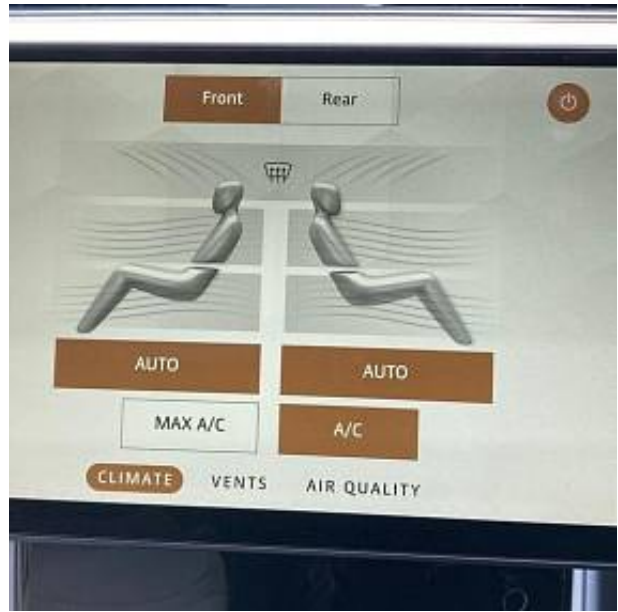 Front Rear
AUTO AUTO
MAX A/C A/C
CLIMATE VENTS AIR QUALITY